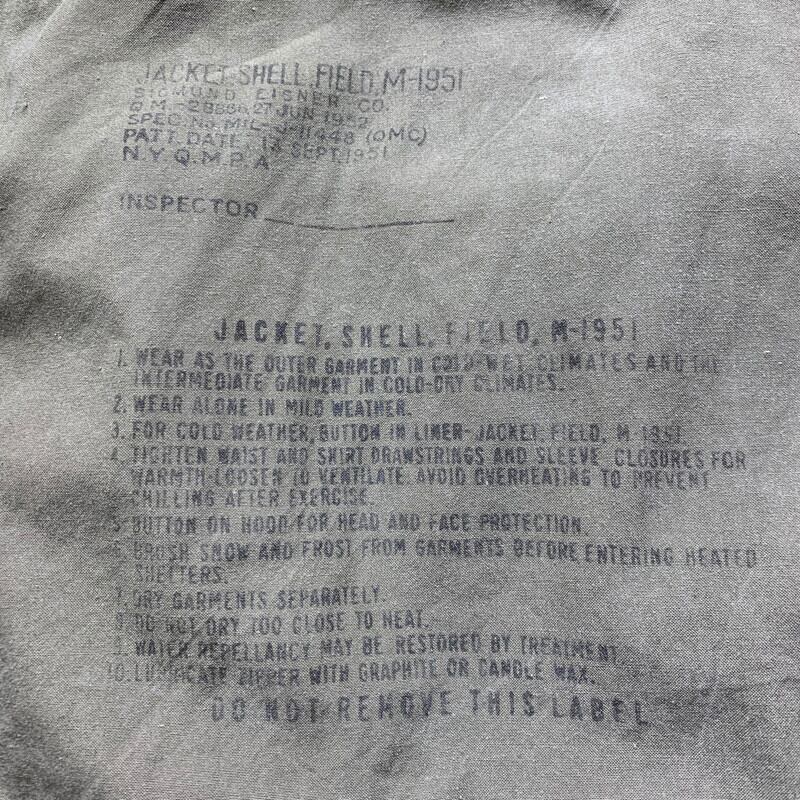 JACKET, SHELL, FIELD, M-1951
SIGMUND EISNER CO.
27 JUN 1952
SPEC. No. MIL-J-11448 (QMC)
PATT. DATE, 13 SEPT. 1951
N.Y.Q.M.P.A.
INSPECTOR
JACKET, SHELL, FIELD, M-1951
1. WEAR AS THE OUTER GARMENT IN COLD-WET CLIMATES AND THE
INTERMEDIATE GARMENT IN COLD-DRY CLIMATES.
2. WEAR ALONE IN MILD WEATHER.
3. FOR COLD WEATHER, BUTTON IN LINER-JACKET, FIELD, M 1951.
4. TIGHTEN WAIST AND SKIRT DRAWSTRINGS AND SLEEVE CLOSURES FOR
WARMTH-LOOSEN TO VENTILATE. AVOID OVERHEATING TO PREVENT
CHILLING AFTER EXERCISE.
5. BUTTON ON HOOD FOR HEAD AND FACE PROTECTION.
6. BRUSH SNOW AND FROST FROM GARMENTS BEFORE ENTERING HEATED
SHELTERS.
7. DRY GARMENTS SEPARATELY.
8. DO NOT DRY TOO CLOSE TO HEAT.
9. WATER REPELLANCY MAY BE RESTORED BY TREATMENT.
10. LUBRICATE ZIPPER WITH GRAPHITE OR CANDLE WAX.
DO NOT REMOVE THIS LABEL